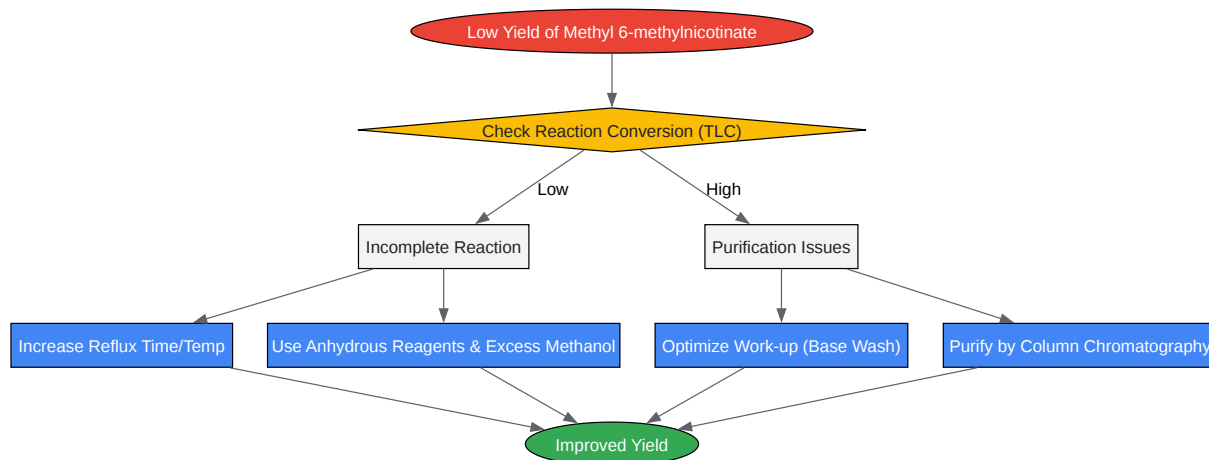 Low Yield of Methyl 6-methylnicotinate
Check Reaction Conversion (TLC)
Low
High
Incomplete Reaction
Purification Issues
Increase Reflux Time/Temp
Use Anhydrous Reagents & Excess Methanol
Optimize Work-up (Base Wash)
Purify by Column Chromatography
Improved Yield